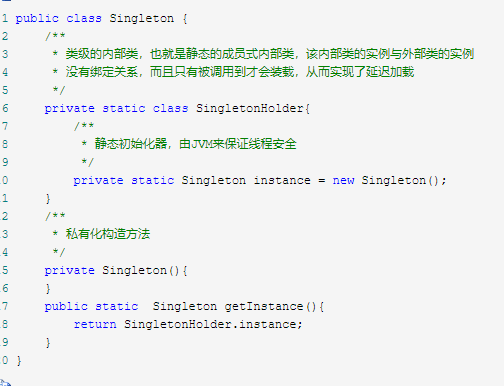 1 public class Singleton {
2 /**
3 * 类级的内部类，也就是静态的成员式内部类，该内部类的实例与外部类的实例
4 * 没有绑定关系，而且只有被调用到才会装载，从而实现了延迟加载
5 */
6 private static class SingletonHolder{
7 /**
8 * 静态初始化器，由JVM来保证线程安全
9 */
0 private static Singleton instance = new Singleton();
1 }
2 /**
3 * 私有化构造方法
4 */
5 private Singleton(){
6 }
7 public static  Singleton getInstance(){
8 return SingletonHolder.instance;
9 }
0 }